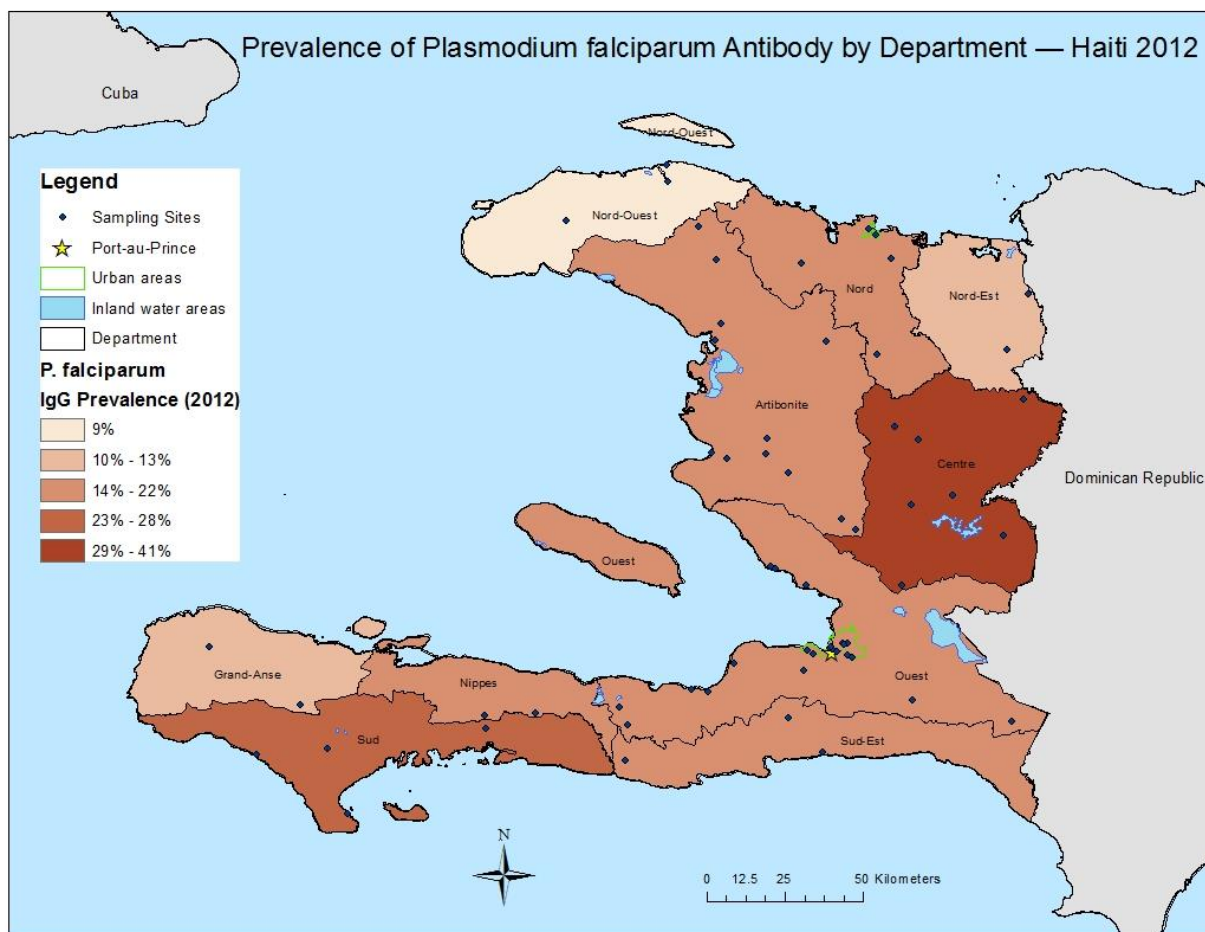 Prevalence of Plasmodium falciparum Antibody by Department — Haiti 2012
Cuba
Nord-Ouest
Legend
Sampling Sites
Port-au-Prince
Urban areas
Inland water areas
Department
P. falciparum
IgG Prevalence (2012)
9%
10% - 13%
14% - 22%
23% - 28%
29% - 41%
Nord-Ouest
Nord
Nord-Est
Artibonite
Centre
Dominican Republic
Ouest
Grand-Anse
Nippes
Ouest
Sud
Sud-Est
N
0 12.5 25 50 Kilometers